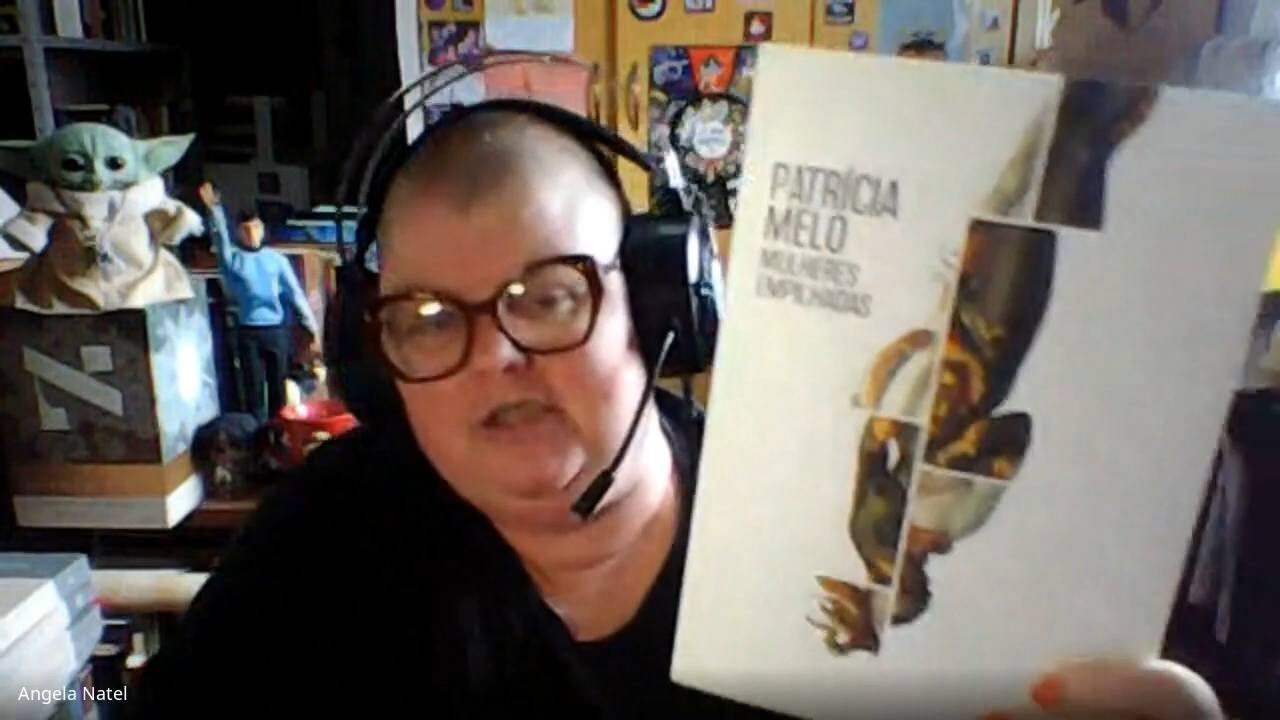 PATRÍCIA
MELO
MULHERES
EMPILHADAS
Angela Natel